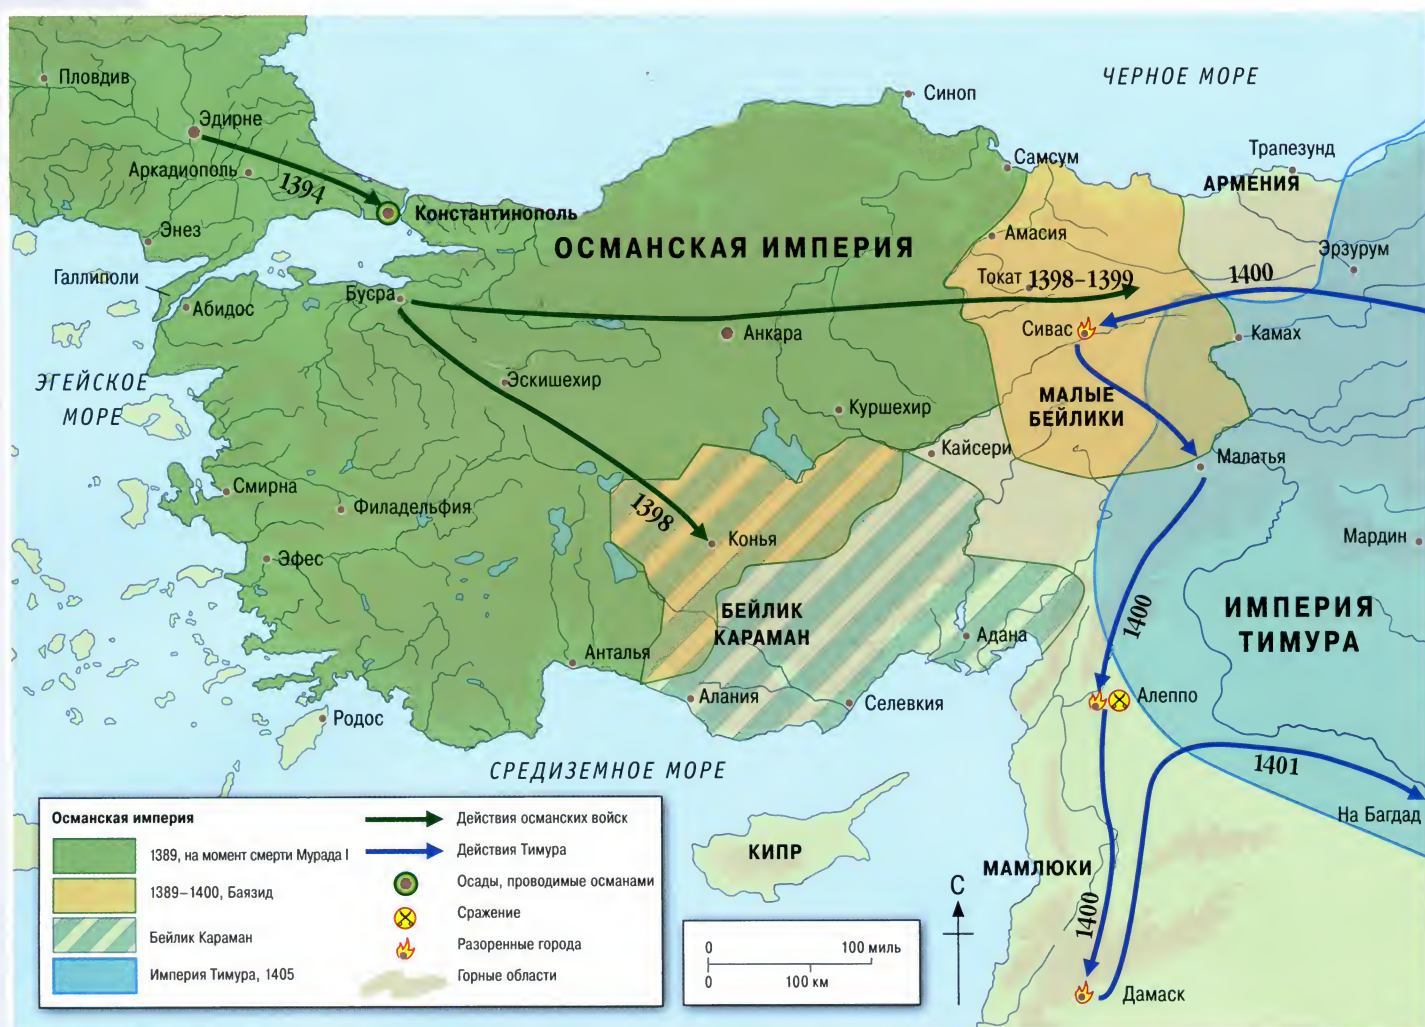 ЧЕРНОЕ МОРЕ
Пловдив
Синоп
Эдирне
Трапезунд
Самсум
Аркадиополь
1394
АРМЕНИЯ
Константинополь
Энез
Амасия
ОСМАНСКАЯ ИМПЕРИЯ
Эрзурум
Галлиполи
Токат
1398–1399
1400
Бусра
Абидос
Анкара
Сивас
Камах
ЭГЕЙСКОЕ
МОРЕ
Эскишехир
МАЛЫЕ
БЕЙЛИКИ
Куршехир
Кайсери
Малатья
Смирна
Филадельфия
1398
Конья
Мардин
Эфес
БЕЙЛИК
КАРАМАН
1400
ИМПЕРИЯ
ТИМУРА
Адана
Анталья
Алания
Селевкия
Алеппо
Родос
СРЕДИЗЕМНОЕ МОРЕ
1401
На Багдад
КИПР
МАМЛЮКИ
С
1400
Дамаск
Османская империя
1389, на момент смерти Мурада I
1389–1400, Баязид
Бейлик Караман
Империя Тимура, 1405
Действия османских войск
Действия Тимура
Осады, проводимые османами
Сражение
Разоренные города
Горные области
0 100 миль
0 100 км